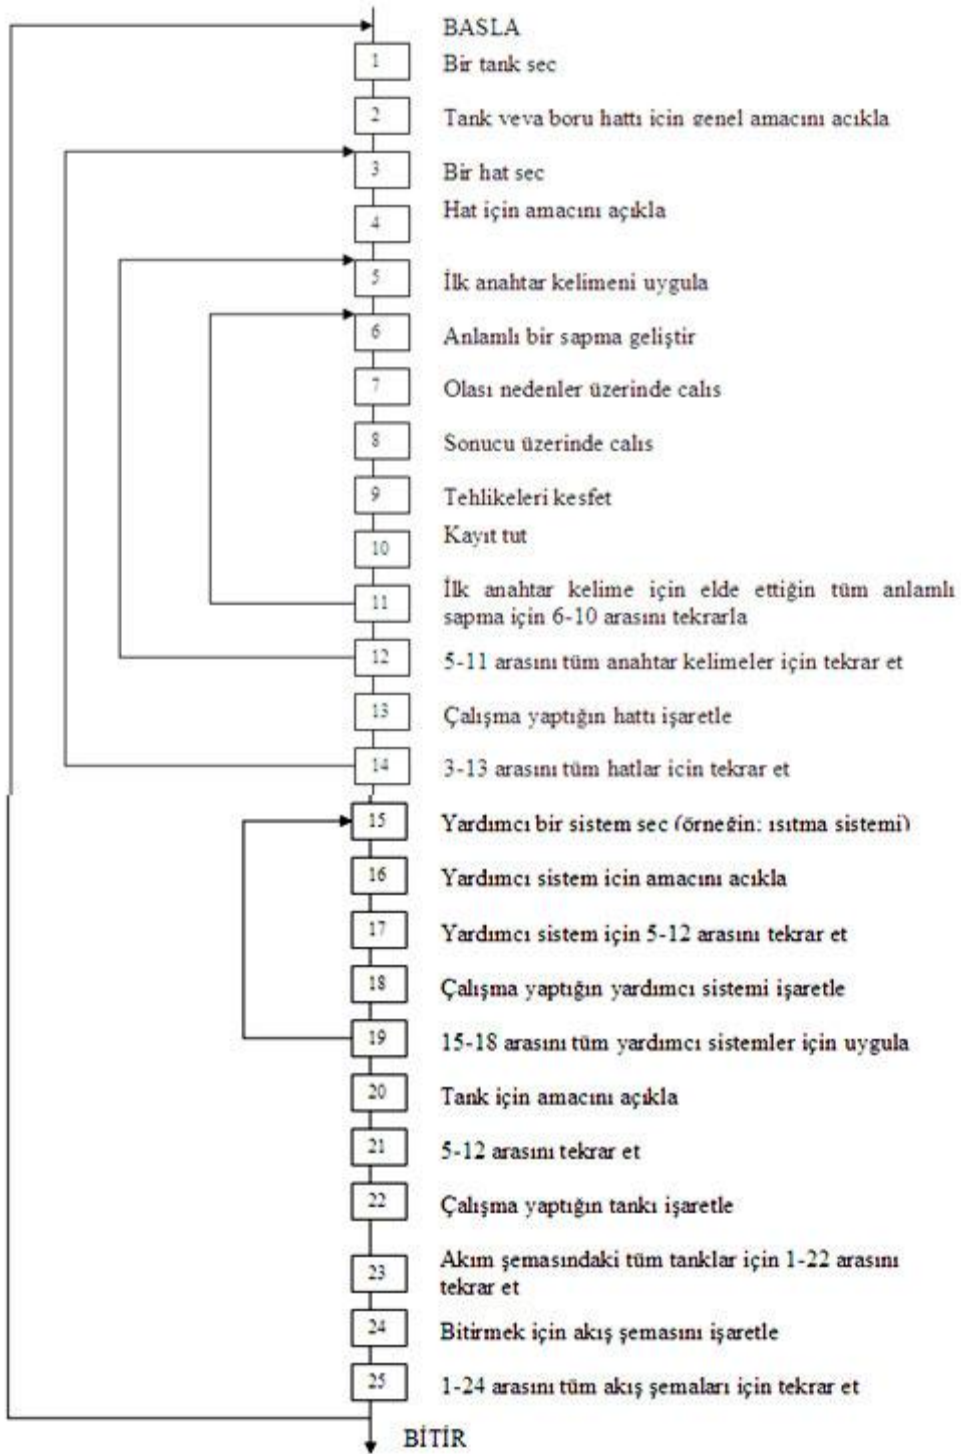 BASLA
1 Bir tank sec
2 Tank veya boru hattı icin genel amacını acıkla
3 Bir hat sec
4 Hat için amacını açıkla
5 İlk anahtar kelimeni uygula
6 Anlamlı bir sapma geliştir
7 Olası nedenler üzerinde calıs
8 Sonucu üzerinde calıs
9 Tehlikeleri kesfet
10 Kayıt tut
11 İlk anahtar kelime için elde ettiğin tüm anlamlı
sapma için 6-10 arasını tekrarla
12 5-11 arasını tüm anahtar kelimeler için tekrar et
13 Çalışma yaptığın hattı işaretle
14 3-13 arasını tüm hatlar icin tekrar et
15 Yardımcı bir sistem sec (örneğin: ısıtma sistemi)
16 Yardımcı sistem icin amacını acıkla
17 Yardımcı sistem için 5-12 arasını tekrar et
18 Çalışma yaptığın yardımcı sistemi işaretle
19 15-18 arasını tüm yardımcı sistemler için uygula
20 Tank için amacını açıkla
21 5-12 arasını tekrar et
22 Çalışma yaptığın tankı işaretle
23 Akım şemasındaki tüm tanklar için 1-22 arasını
tekrar et
24 Bitirmek için akış şemasını işaretle
25 1-24 arasını tüm akış şemaları için tekrar et
BİTİR